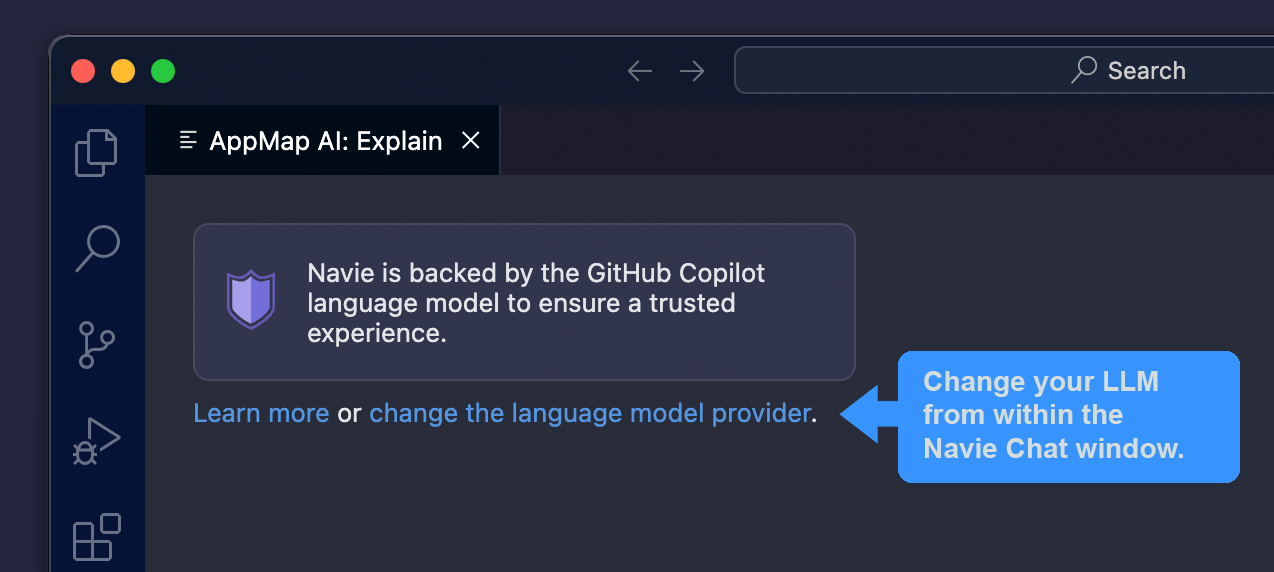 Search
AppMap AI: Explain
Navie is backed by the GitHub Copilot
language model to ensure a trusted
experience.
Learn more or change the language model provider.
Change your LLM
from within the
Navie Chat window.